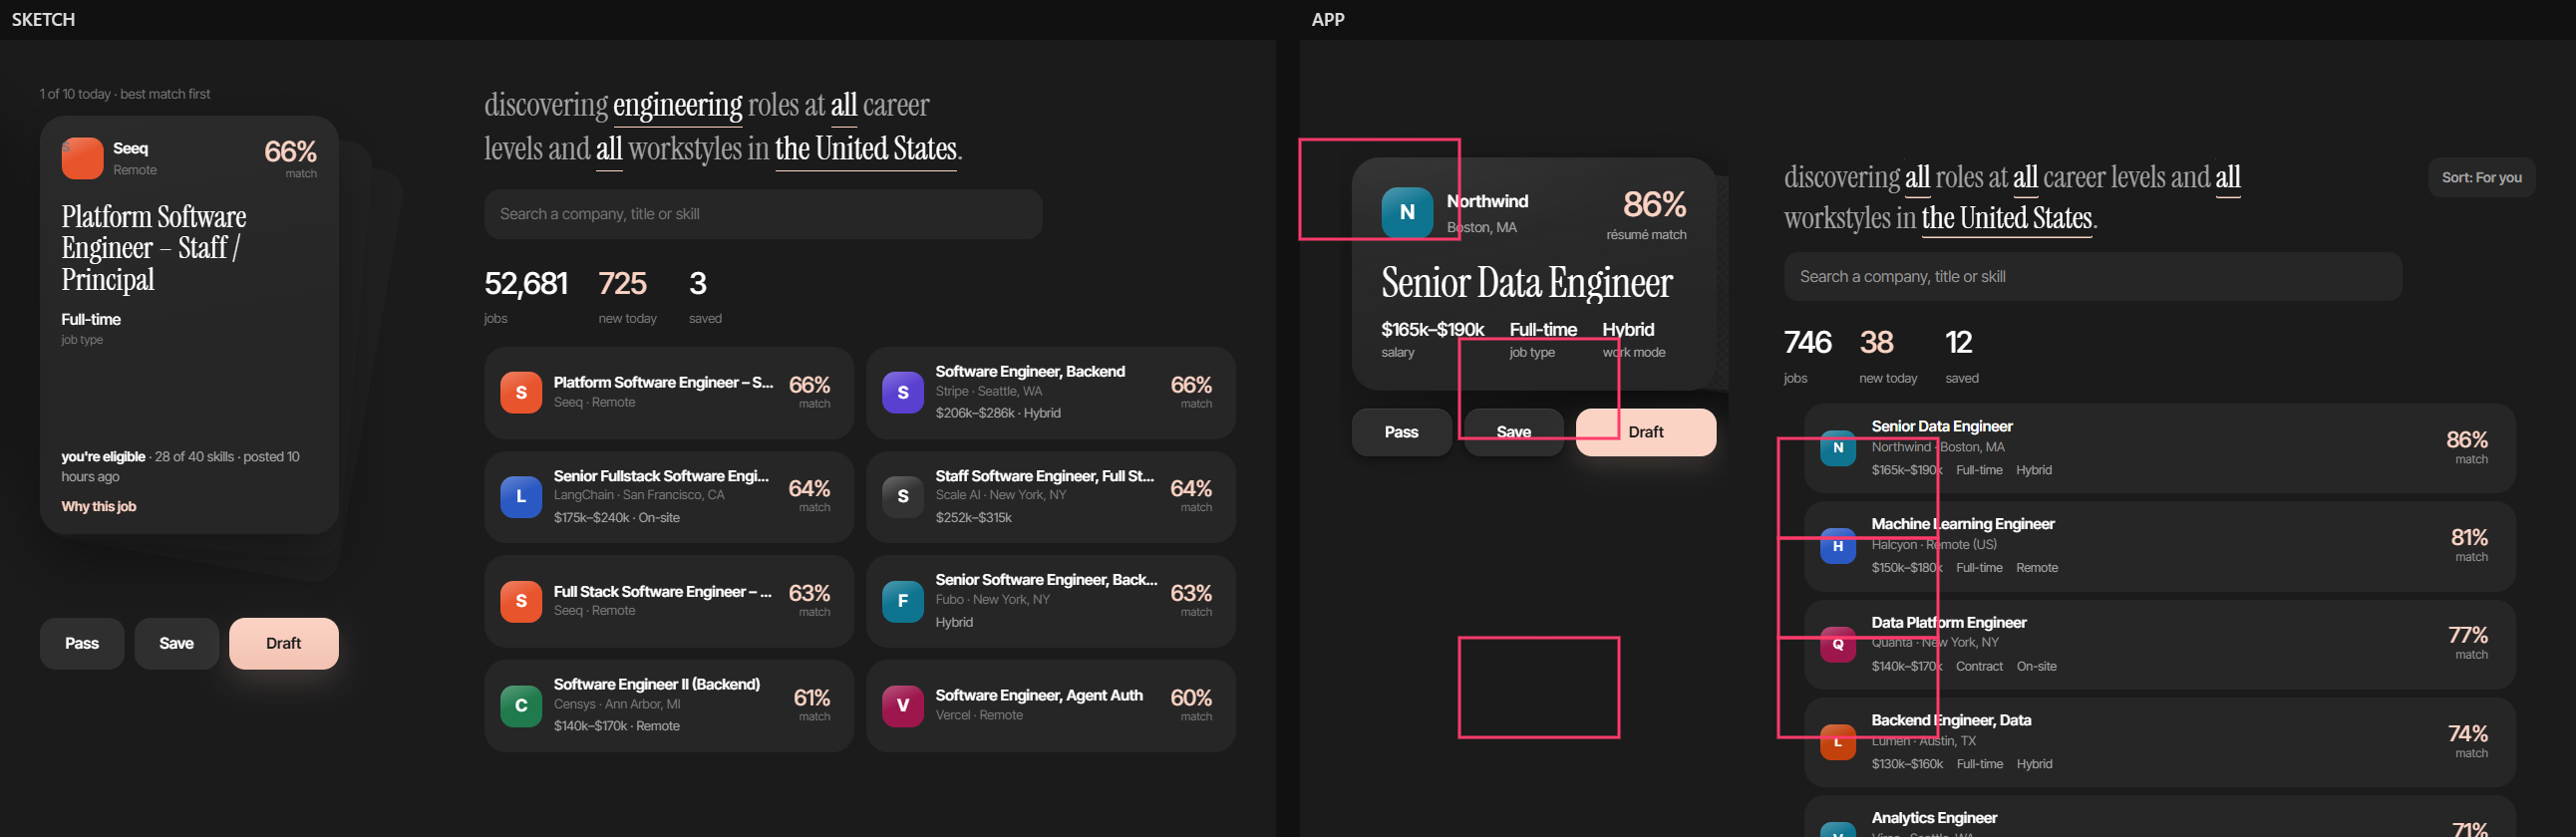 SKETCH
1 of 10 today · best match first
S
Seeq
Remote
66%
match
Platform Software
Engineer – Staff /
Principal
Full-time
job type
you're eligible · 28 of 40 skills · posted 10
hours ago
Why this job
Pass
Save
Draft
discovering engineering roles at all career
levels and all workstyles in the United States.
Search a company, title or skill
52,681
jobs
725
new today
3
saved
S
Platform Software Engineer – S...
Seeq · Remote
66%
match
S
Software Engineer, Backend
Stripe · Seattle, WA
$206k–$286k · Hybrid
66%
match
L
Senior Fullstack Software Engi...
LangChain · San Francisco, CA
$175k–$240k · On-site
64%
match
S
Staff Software Engineer, Full St...
Scale AI · New York, NY
$252k–$315k
64%
match
S
Full Stack Software Engineer – ...
Seeq · Remote
63%
match
F
Senior Software Engineer, Back...
Fubo · New York, NY
Hybrid
63%
match
C
Software Engineer II (Backend)
Censys · Ann Arbor, MI
$140k–$170k · Remote
61%
match
V
Software Engineer, Agent Auth
Vercel · Remote
60%
match
APP
N
Northwind
Boston, MA
86%
résumé match
Senior Data Engineer
$165k–$190k
salary
Full-time
job type
Hybrid
work mode
Pass
Save
Draft
discovering all roles at all career levels and all
workstyles in the United States.
Sort: For you
Search a company, title or skill
746
jobs
38
new today
12
saved
N
Senior Data Engineer
Northwind · Boston, MA
$165k–$190k Full-time Hybrid
86%
match
H
Machine Learning Engineer
Halcyon · Remote (US)
$150k–$180k Full-time Remote
81%
match
Q
Data Platform Engineer
Quanta · New York, NY
$140k–$170k Contract On-site
77%
match
L
Backend Engineer, Data
Lumen · Austin, TX
$130k–$160k Full-time Hybrid
74%
match
Analytics Engineer
71%